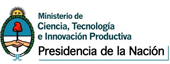 Ministerio de
Ciencia, Tecnología
e Innovación Productiva
Presidencia de la Nación